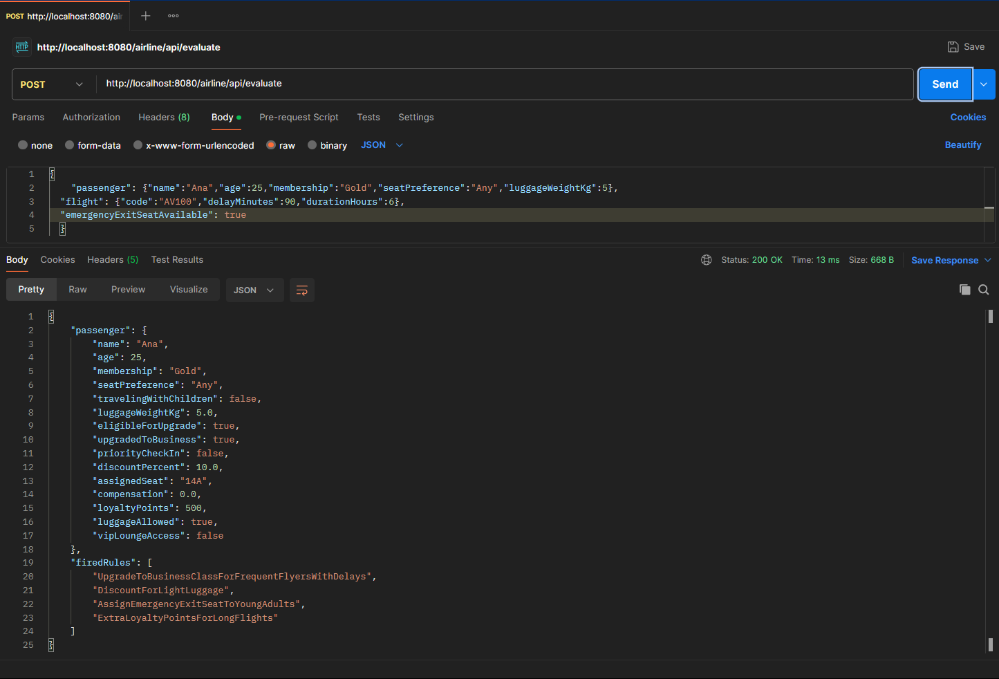 POST http://localhost:8080/air
http://localhost:8080/airline/api/evaluate
Save
POST http://localhost:8080/airline/api/evaluate Send
Params Authorization Headers (8) Body Pre-request Script Tests Settings Cookies
none form-data x-www-form-urlencoded raw binary JSON Beautify
1 {
2 "passenger": {"name":"Ana","age":25,"membership":"Gold","seatPreference":"Any","luggageWeightKg":5},
3 "flight": {"code":"AV100","delayMinutes":90,"durationHours":6},
4 "emergencyExitSeatAvailable": true
5 }
Body Cookies Headers (5) Test Results Status: 200 OK Time: 13 ms Size: 668 B Save Response
Pretty Raw Preview Visualize JSON
1 {
2 "passenger": {
3 "name": "Ana",
4 "age": 25,
5 "membership": "Gold",
6 "seatPreference": "Any",
7 "travelingWithChildren": false,
8 "luggageWeightKg": 5.0,
9 "eligibleForUpgrade": true,
10 "upgradedToBusiness": true,
11 "priorityCheckIn": false,
12 "discountPercent": 10.0,
13 "assignedSeat": "14A",
14 "compensation": 0.0,
15 "loyaltyPoints": 500,
16 "luggageAllowed": true,
17 "vipLoungeAccess": false
18 },
19 "firedRules": [
20 "UpgradeToBusinessClassForFrequentFlyersWithDelays",
21 "DiscountForLightLuggage",
22 "AssignEmergencyExitSeatToYoungAdults",
23 "ExtraLoyaltyPointsForLongFlights"
24 ]
25 }